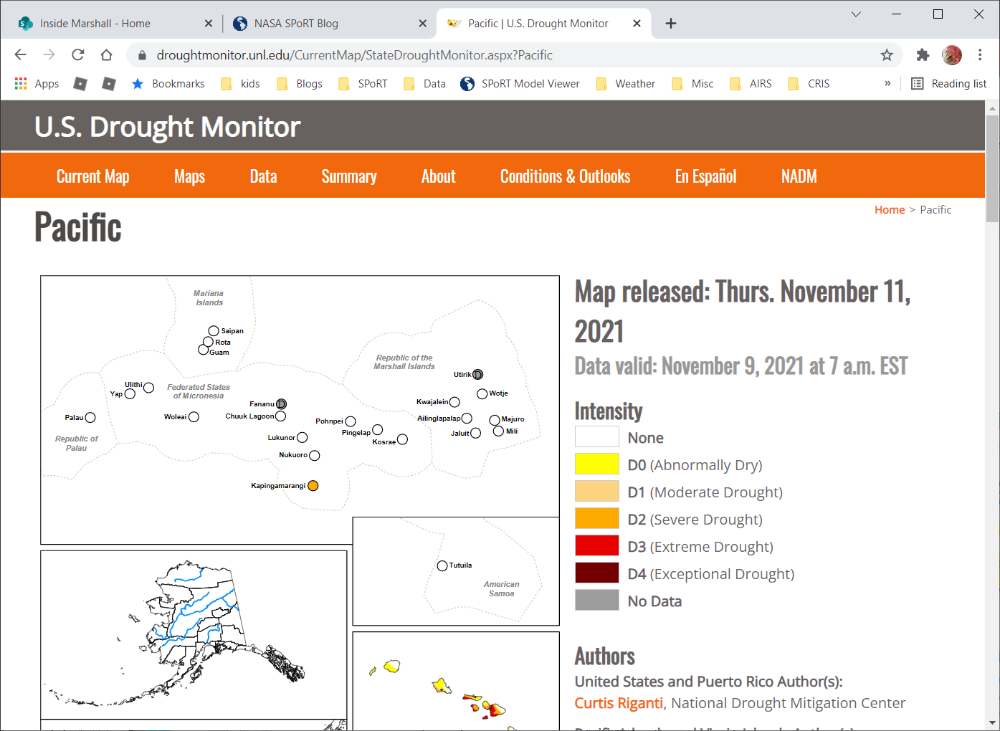 Inside Marshall - Home
NASA SPoRT Blog
Pacific | U.S. Drought Monitor
droughtmonitor.unl.edu/CurrentMap/StateDroughtMonitor.aspx?Pacific
Apps
Bookmarks
kids
Blogs
SPoRT
Data
SPoRT Model Viewer
Weather
Misc
AIRS
CRIS
»
Reading list
U.S. Drought Monitor
Current Map
Maps
Data
Summary
About
Conditions & Outlooks
En Español
NADM
Home > Pacific
Pacific
Mariana
Islands
Saipan
Rota
Guam
Republic of the
Marshall Islands
Utirik
D
Wotje
Ulithi
Yap
Federated States
of Micronesia
Fananu
D
Kwajalein
Palau
Woleai
Chuuk Lagoon
Pohnpei
Ailinglapalap
Majuro
Republic of
Palau
Lukunor
Pingelap
Kosrae
Jaluit
Mili
Nukuoro
Kapingamarangi
Tutuila
American
Samoa
Map released: Thurs. November 11,
2021
Data valid: November 9, 2021 at 7 a.m. EST
Intensity
None
D0 (Abnormally Dry)
D1 (Moderate Drought)
D2 (Severe Drought)
D3 (Extreme Drought)
D4 (Exceptional Drought)
No Data
Authors
United States and Puerto Rico Author(s):
Curtis Riganti, National Drought Mitigation Center